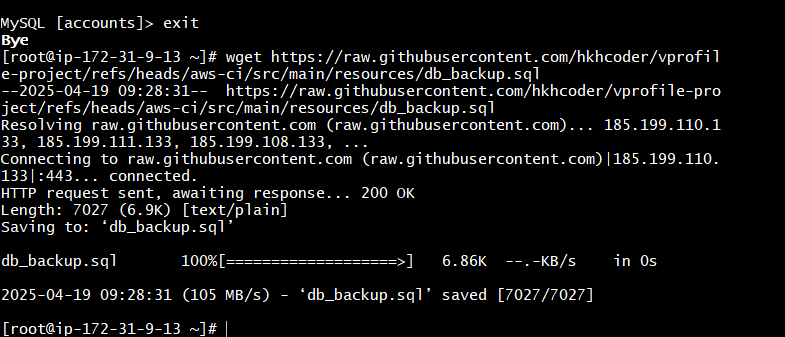 MySQL [accounts]> exit
Bye
[root@ip-172-31-9-13 ~]# wget https://raw.githubusercontent.com/hkhcoder/vprofil
e-project/refs/heads/aws-ci/src/main/resources/db_backup.sql
--2025-04-19 09:28:31--  https://raw.githubusercontent.com/hkhcoder/vprofile-pro
ject/refs/heads/aws-ci/src/main/resources/db_backup.sql
Resolving raw.githubusercontent.com (raw.githubusercontent.com)... 185.199.110.1
33, 185.199.111.133, 185.199.108.133, ...
Connecting to raw.githubusercontent.com (raw.githubusercontent.com)|185.199.110.
133|:443... connected.
HTTP request sent, awaiting response... 200 OK
Length: 7027 (6.9K) [text/plain]
Saving to: ‘db_backup.sql’
db_backup.sql       100%[===================>]   6.86K  --.-KB/s    in 0s
2025-04-19 09:28:31 (105 MB/s) - ‘db_backup.sql’ saved [7027/7027]
[root@ip-172-31-9-13 ~]#